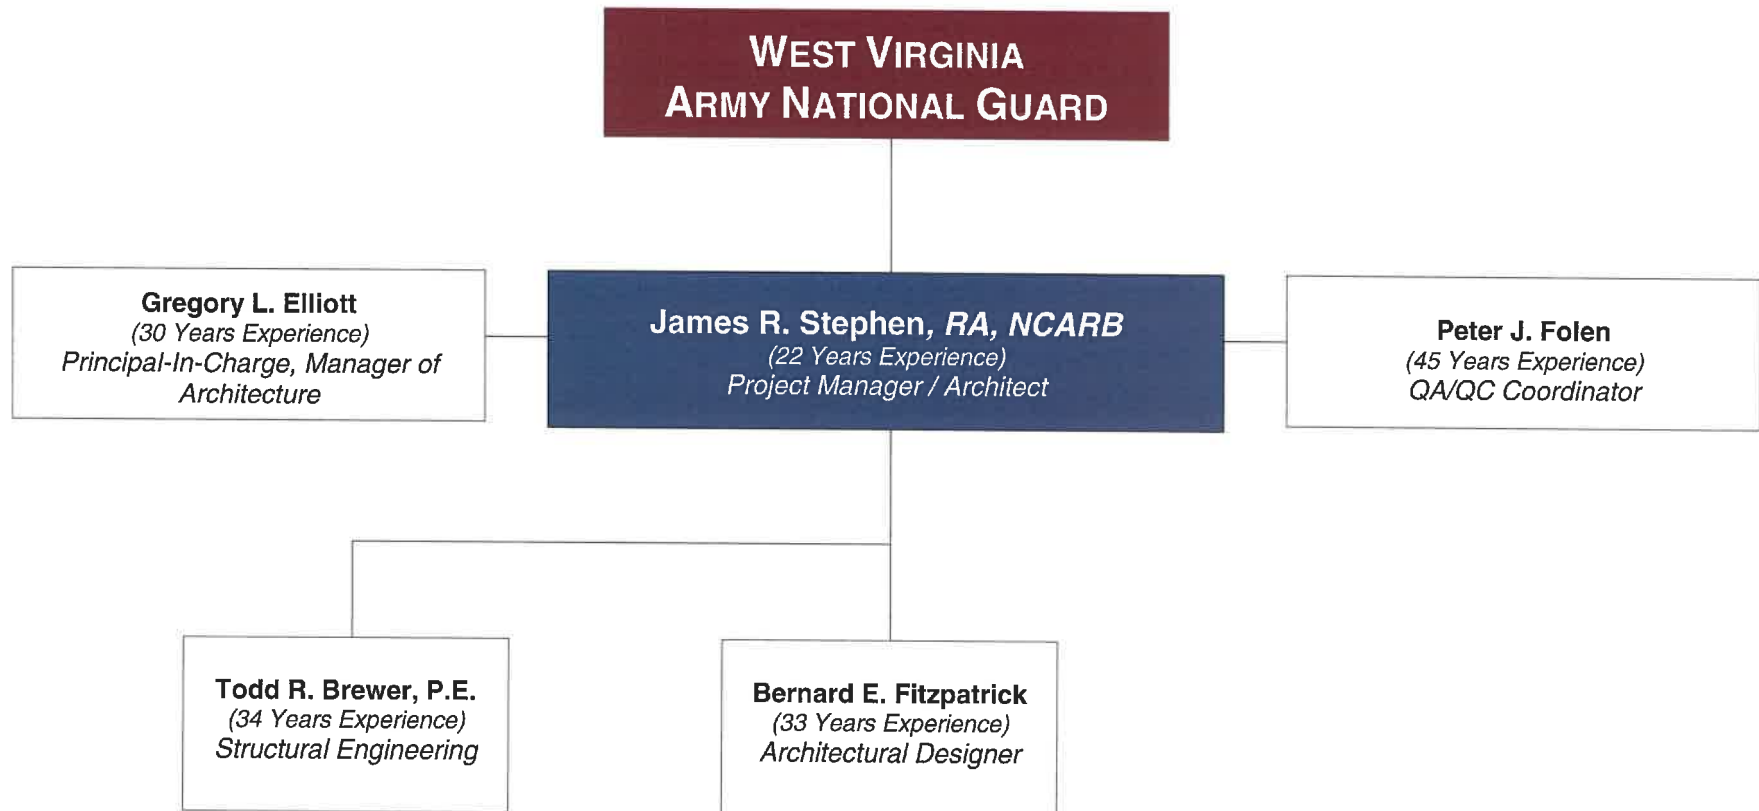 WEST VIRGINIA
ARMY NATIONAL GUARD
Gregory L. Elliott
(30 Years Experience)
Principal-In-Charge, Manager of
Architecture
James R. Stephen, RA, NCARB
(22 Years Experience)
Project Manager / Architect
Peter J. Folen
(45 Years Experience)
QA/QC Coordinator
Todd R. Brewer, P.E.
(34 Years Experience)
Structural Engineering
Bernard E. Fitzpatrick
(33 Years Experience)
Architectural Designer